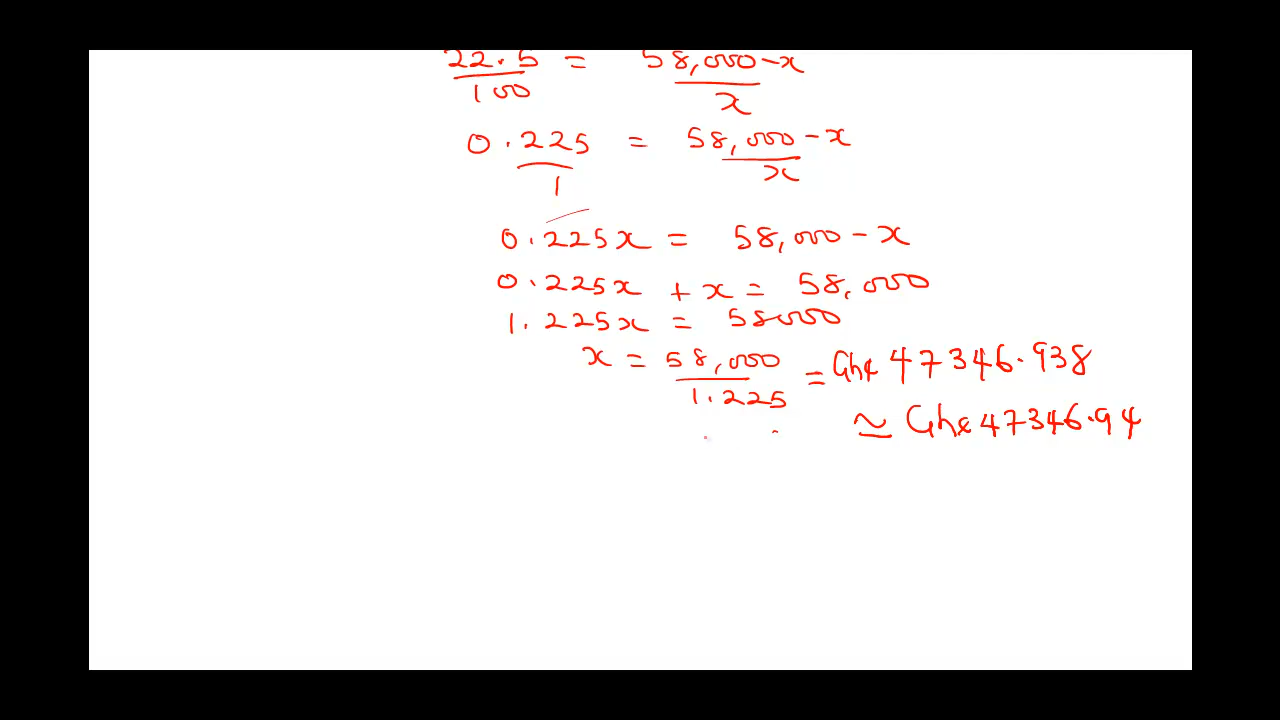 22.5 = 58,000 - x
100 x
0.225 = 58,000 - x
1 x
0.225x = 58,000 - x
0.225x + x = 58,000
1.225x = 58000
x = 58,000 = Gh¢ 47346.938
1.225
≃ Gh¢ 47346.94